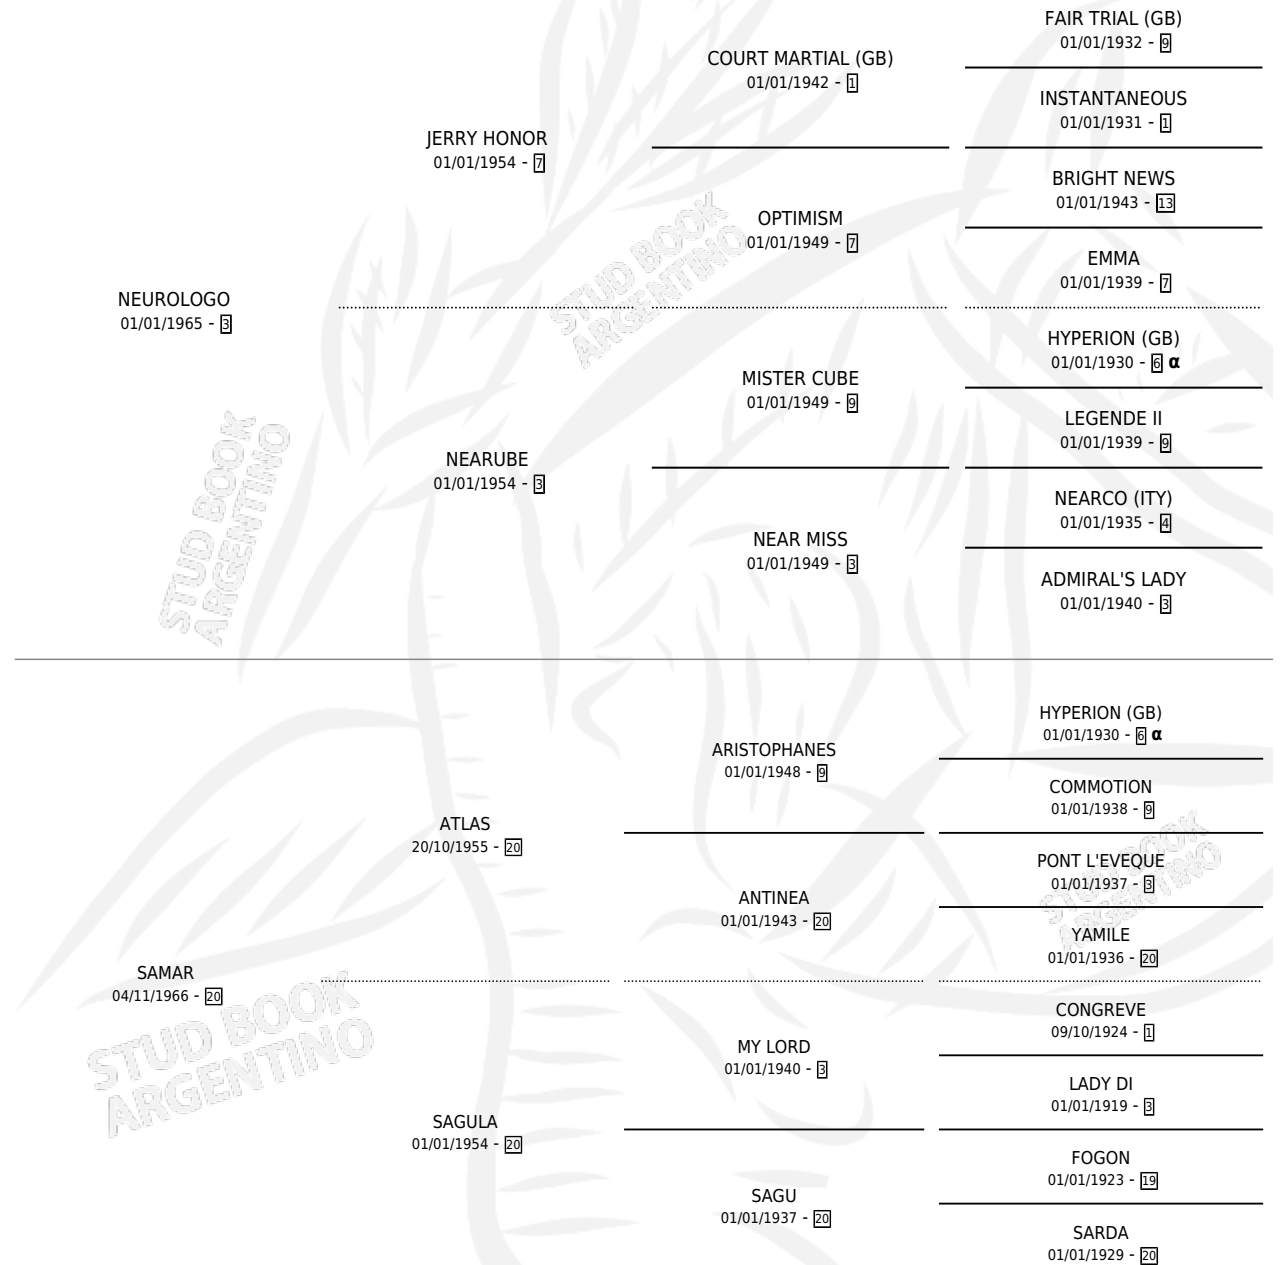 FAIR TRIAL (GB)
01/01/1932 - 9
COURT MARTIAL (GB)
01/01/1942 - 1
INSTANTANEOUS
01/01/1931 - 1
JERRY HONOR
01/01/1954 - 7
BRIGHT NEWS
01/01/1943 - 13
OPTIMISM
01/01/1949 - 7
EMMA
01/01/1939 - 7
NEUROLOGO
01/01/1965 - 3
HYPERION (GB)
01/01/1930 - 6 α
MISTER CUBE
01/01/1949 - 9
LEGENDE II
01/01/1939 - 9
NEARUBE
01/01/1954 - 3
NEARCO (ITY)
01/01/1935 - 4
NEAR MISS
01/01/1949 - 3
ADMIRAL'S LADY
01/01/1940 - 3
HYPERION (GB)
01/01/1930 - 6 α
ARISTOPHANES
01/01/1948 - 9
COMMOTION
01/01/1938 - 9
ATLAS
20/10/1955 - 20
PONT L'EVEQUE
01/01/1937 - 3
ANTINEA
01/01/1943 - 20
YAMILE
01/01/1936 - 20
SAMAR
04/11/1966 - 20
CONGREVE
09/10/1924 - 1
MY LORD
01/01/1940 - 3
LADY DI
01/01/1919 - 3
SAGULA
01/01/1954 - 20
FOGON
01/01/1923 - 19
SAGU
01/01/1937 - 20
SARDA
01/01/1929 - 20
STUD BOOK
ARGENTINO
STUD BOOK
ARGENTINO
STUD BOOK
ARGENTINO
STUD BOOK
ARGENTINO